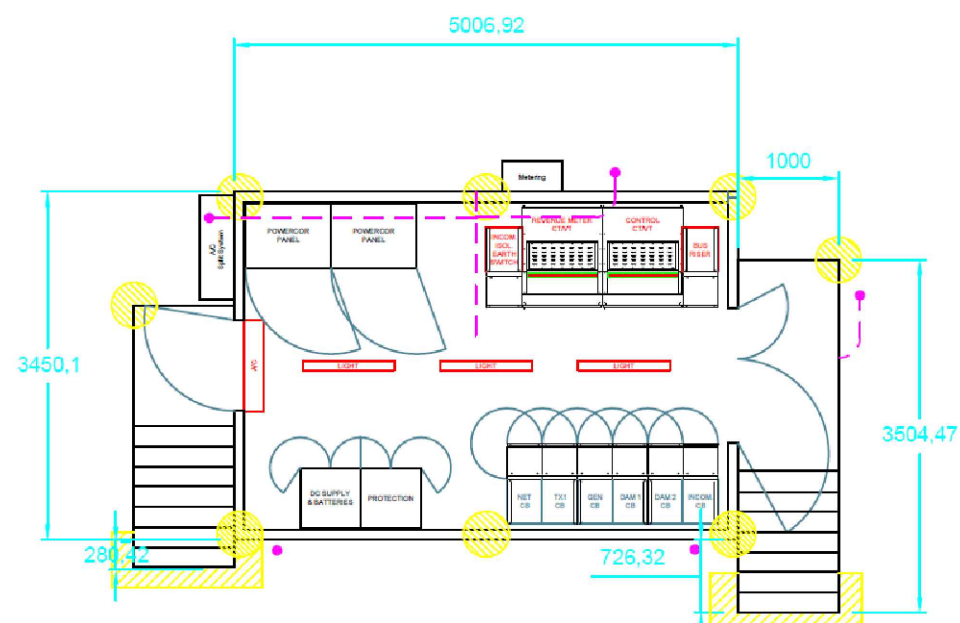 5006,92
1000
Metering
A/C
Split System
POWERCOR
PANEL
POWERCOR
PANEL
REVENUE METER
CT/VT
CONTROL
CT/VT
INCOM.
ISOL.
EARTH
SWITCH
BUS
RISER
3450,1
A/C
LIGHT
LIGHT
LIGHT
3504,47
DC SUPPLY
& BATTERIES
PROTECTION
NET
CB
TX1
CB
GEN
CB
DAM 1
CB
DAM 2
CB
INCOM.
CB
280,42
726,32